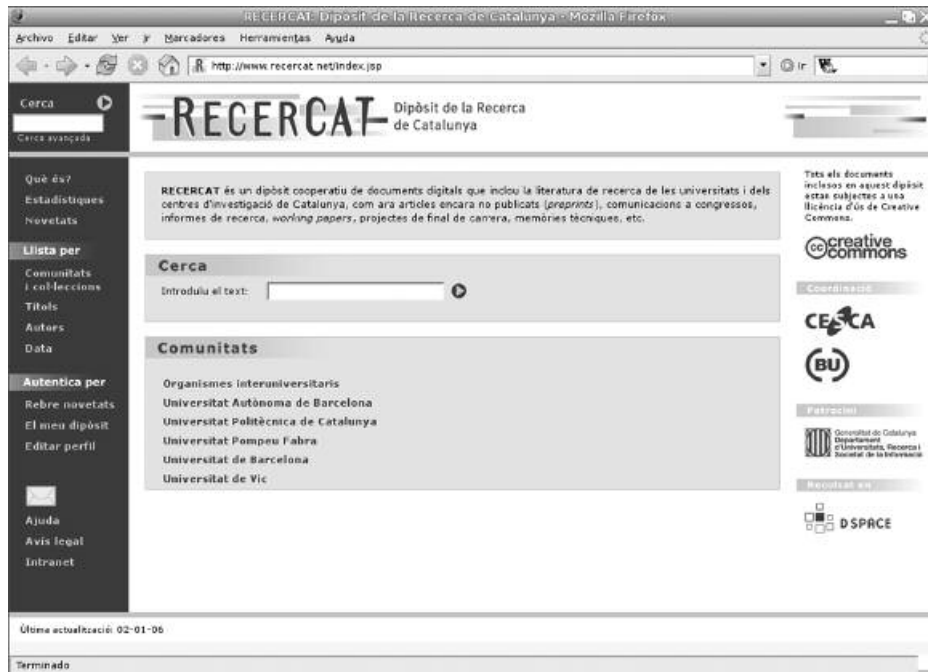 RECERCAT: Dipòsit de la Recerca de Catalunya - Mozilla Firefox
Archivo Editar Ver Ir Marcadores Herramientas Ayuda
http://www.recercat.net/index.jsp
Ir
Cerca
Cerca avançada
RECERCAT
Dipòsit de la Recerca
de Catalunya
Què és?
Estadístiques
Novetats
Llista per
Comunitats
i col·leccions
Títols
Autors
Data
Autentica per
Rebre novetats
El meu dipòsit
Editar perfil
Ajuda
Avís legal
Intranet
RECERCAT és un dipòsit cooperatiu de documents digitals que inclou la literatura de recerca de les universitats i dels
centres d'investigació de Catalunya, com ara articles encara no publicats (preprints), comunicacions a congressos,
informes de recerca, working papers, projectes de final de carrera, memòries tècniques, etc.
Cerca
Introduïu el text:
Comunitats
Organismes interuniversitaris
Universitat Autònoma de Barcelona
Universitat Politècnica de Catalunya
Universitat Pompeu Fabra
Universitat de Barcelona
Universitat de Vic
Tots els documents
inclosos en aquest dipòsit
estan subjectes a una
llicència d'ús de Creative
Commons.
cc creative
commons
Coordinació
CESCA
(BU)
Patrocini
Generalitat de Catalunya
Departament
d'Universitats, Recerca i
Societat de la Informació
Recolzat en
DSPACE
Última actualització: 02-01-06
Terminado